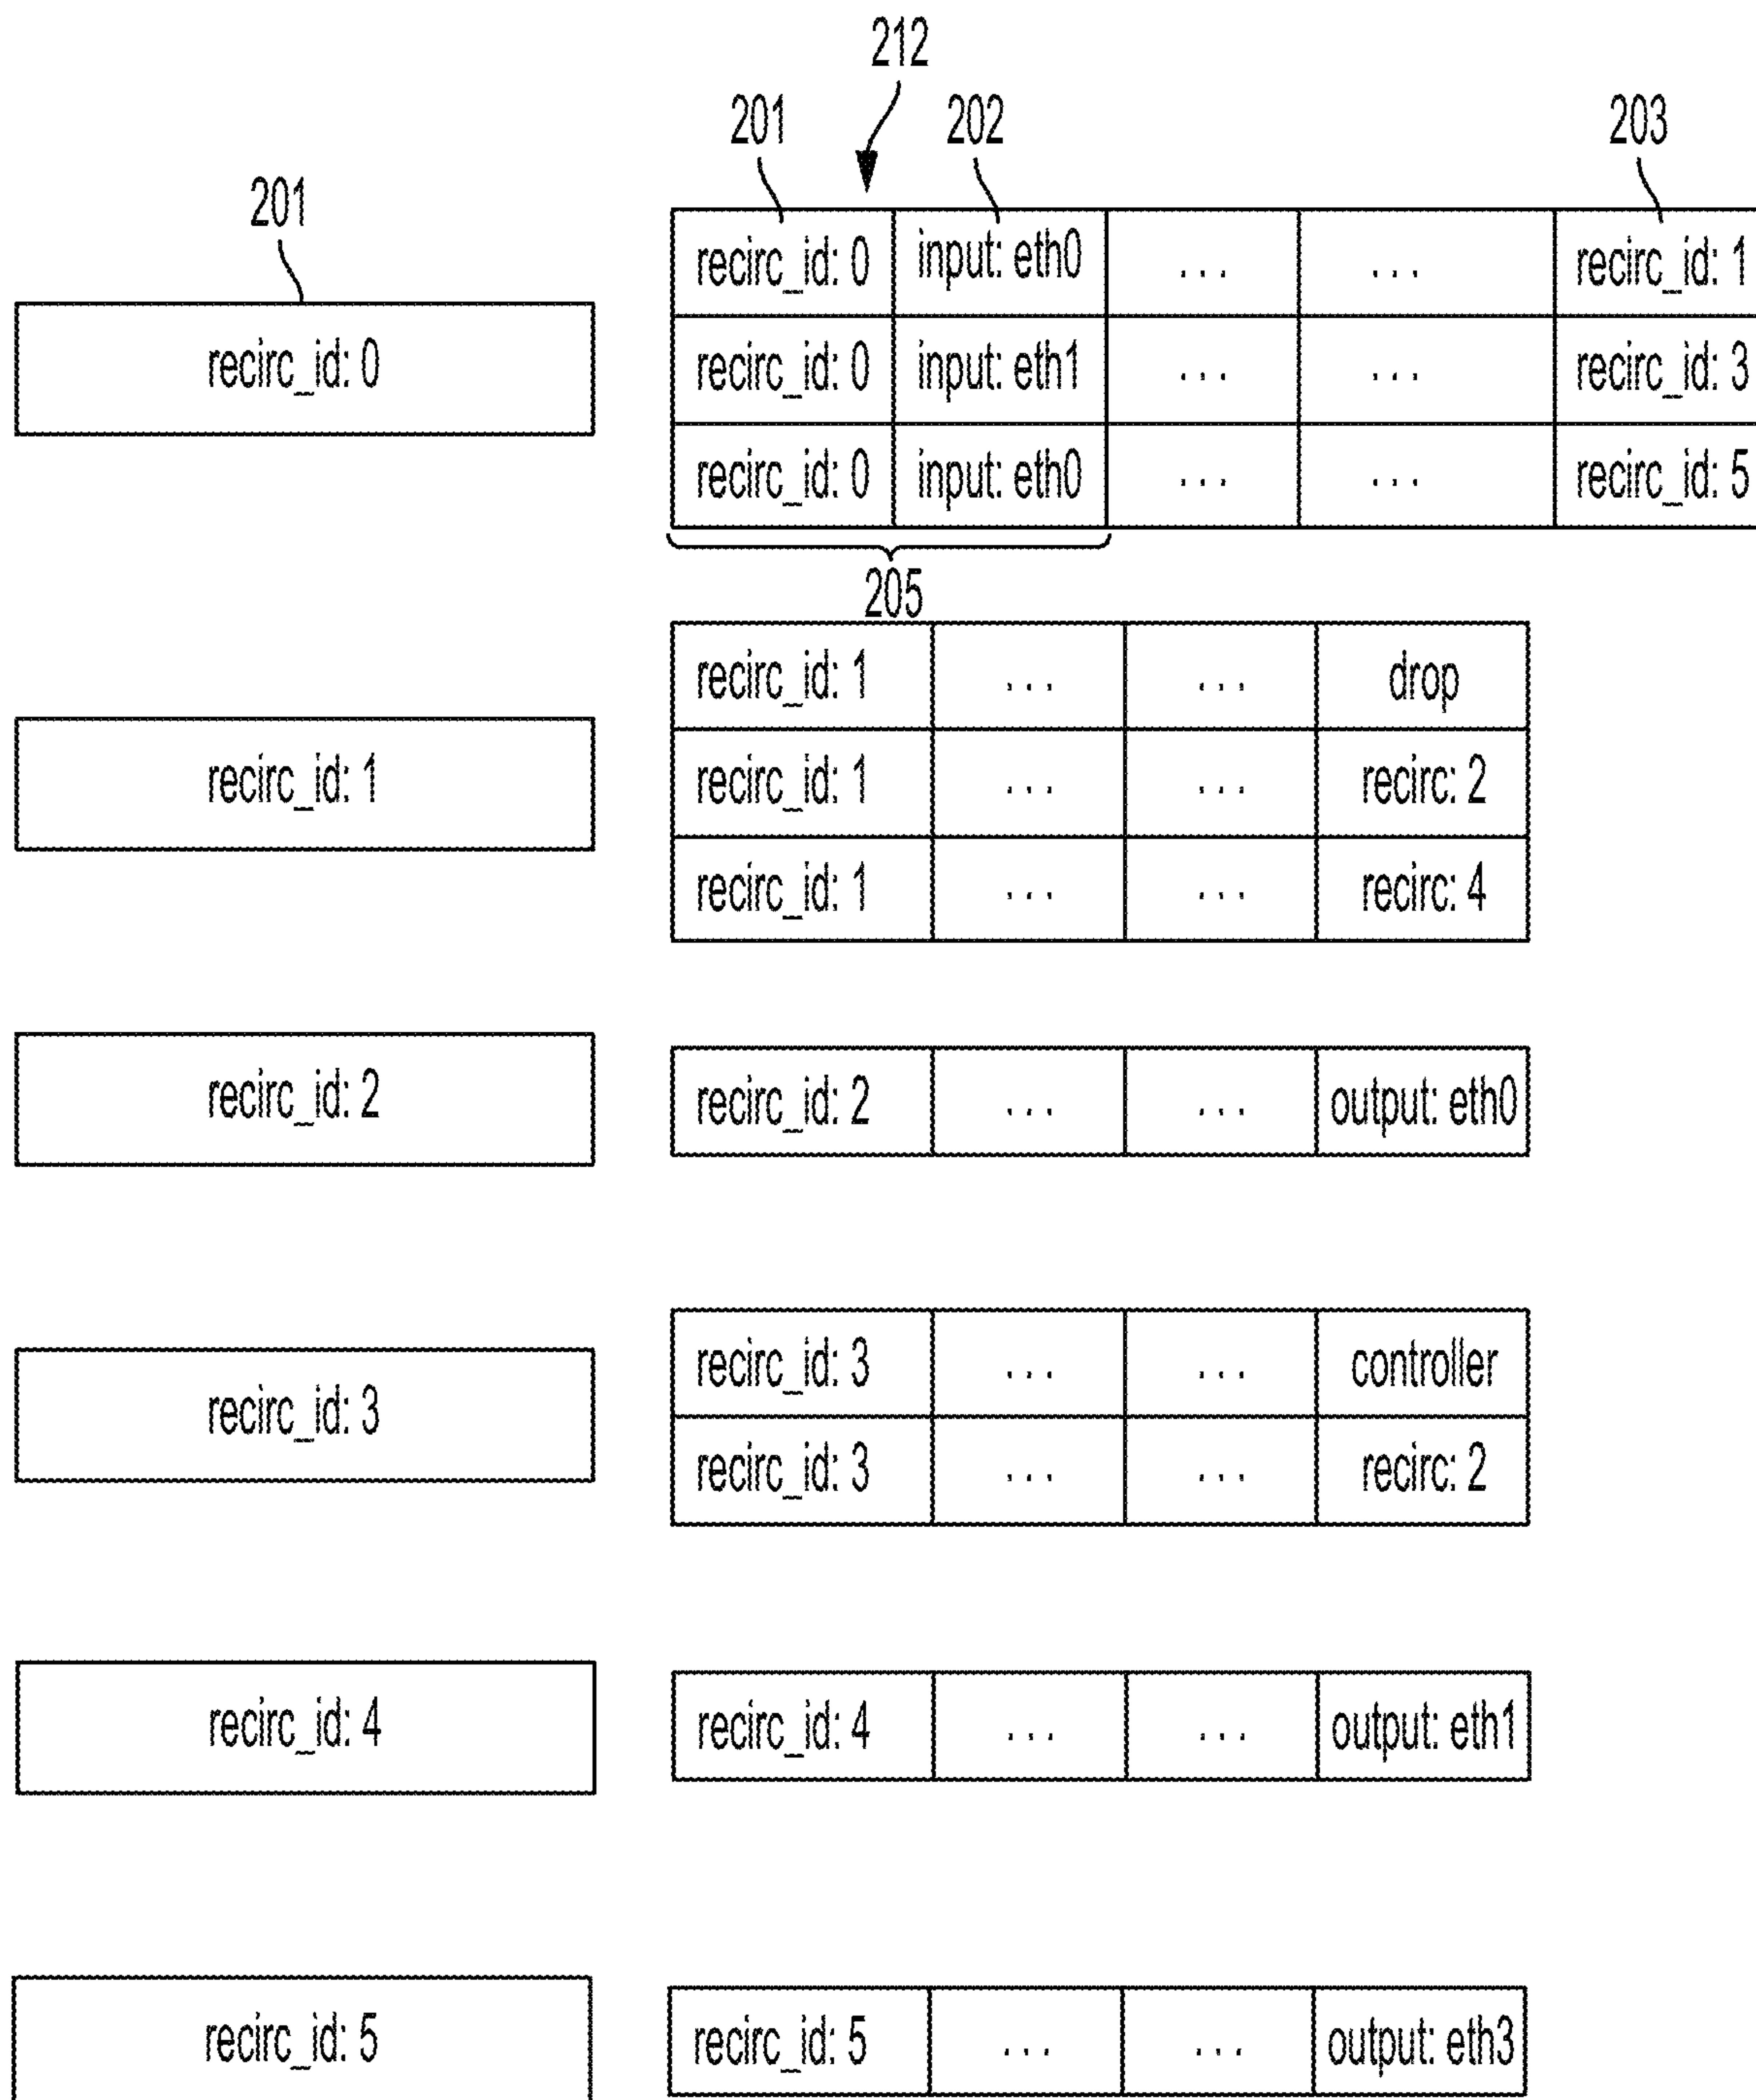 212
201 202 203
201
recirc_id: 0 input: eth0 ... ... recirc_id: 1
recirc_id: 0
recirc_id: 0 input: eth1 ... ... recirc_id: 3
recirc_id: 0 input: eth0 ... ... recirc_id: 5
205
recirc_id: 1 ... ... drop
recirc_id: 1
recirc_id: 1 ... ... recirc: 2
recirc_id: 1 ... ... recirc: 4
recirc_id: 2
recirc_id: 2 ... ... output: eth0
recirc_id: 3 ... ... controller
recirc_id: 3
recirc_id: 3 ... ... recirc: 2
recirc_id: 4
recirc_id: 4 ... ... output: eth1
recirc_id: 5
recirc_id: 5 ... ... output: eth3